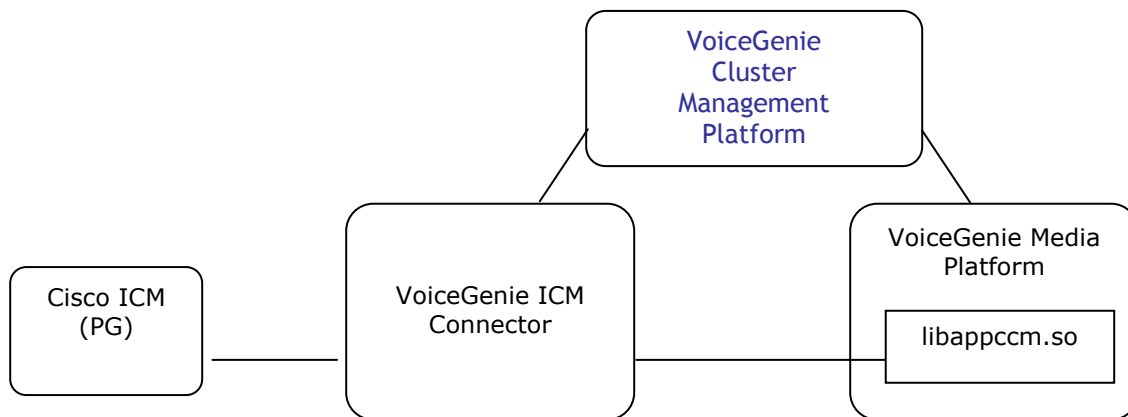 VoiceGenie
Cluster
Management
Platform
VoiceGenie Media
Platform
Cisco ICM
(PG)
VoiceGenie ICM
Connector
libappccm.so